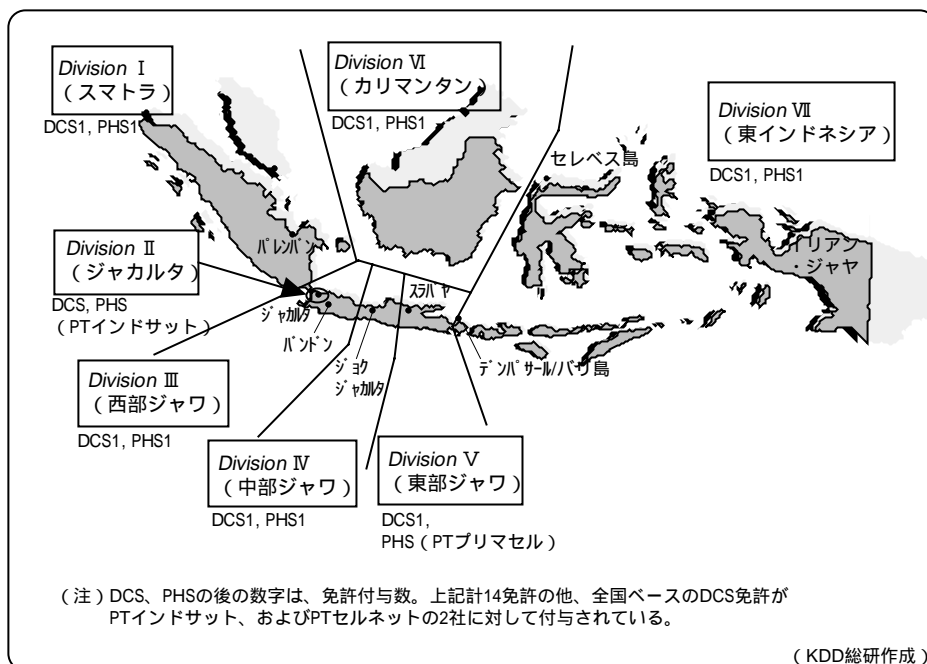 Division Ⅰ
（スマトラ）
DCS1, PHS1
Division Ⅵ
（カリマンタン）
DCS1, PHS1
Division Ⅶ
（東インドネシア）
DCS1, PHS1
セレベス島
パレンバン
イリアン
・ジャヤ
Division Ⅱ
（ジャカルタ）
DCS, PHS
(PTインドサット）
スラバヤ
ジャカルタ
バンドン
ジョク
ジャカルタ
デンパサール/バリ島
Division Ⅲ
（西部ジャワ）
DCS1, PHS1
Division Ⅳ
（中部ジャワ）
DCS1, PHS1
Division Ⅴ
（東部ジャワ）
DCS1,
PHS（PTプリマセル）
（注）DCS、PHSの後の数字は、免許付与数。上記計14免許の他、全国ベースのDCS免許が
PTインドサット、およびPTセルネットの2社に対して付与されている。
（KDD総研作成）